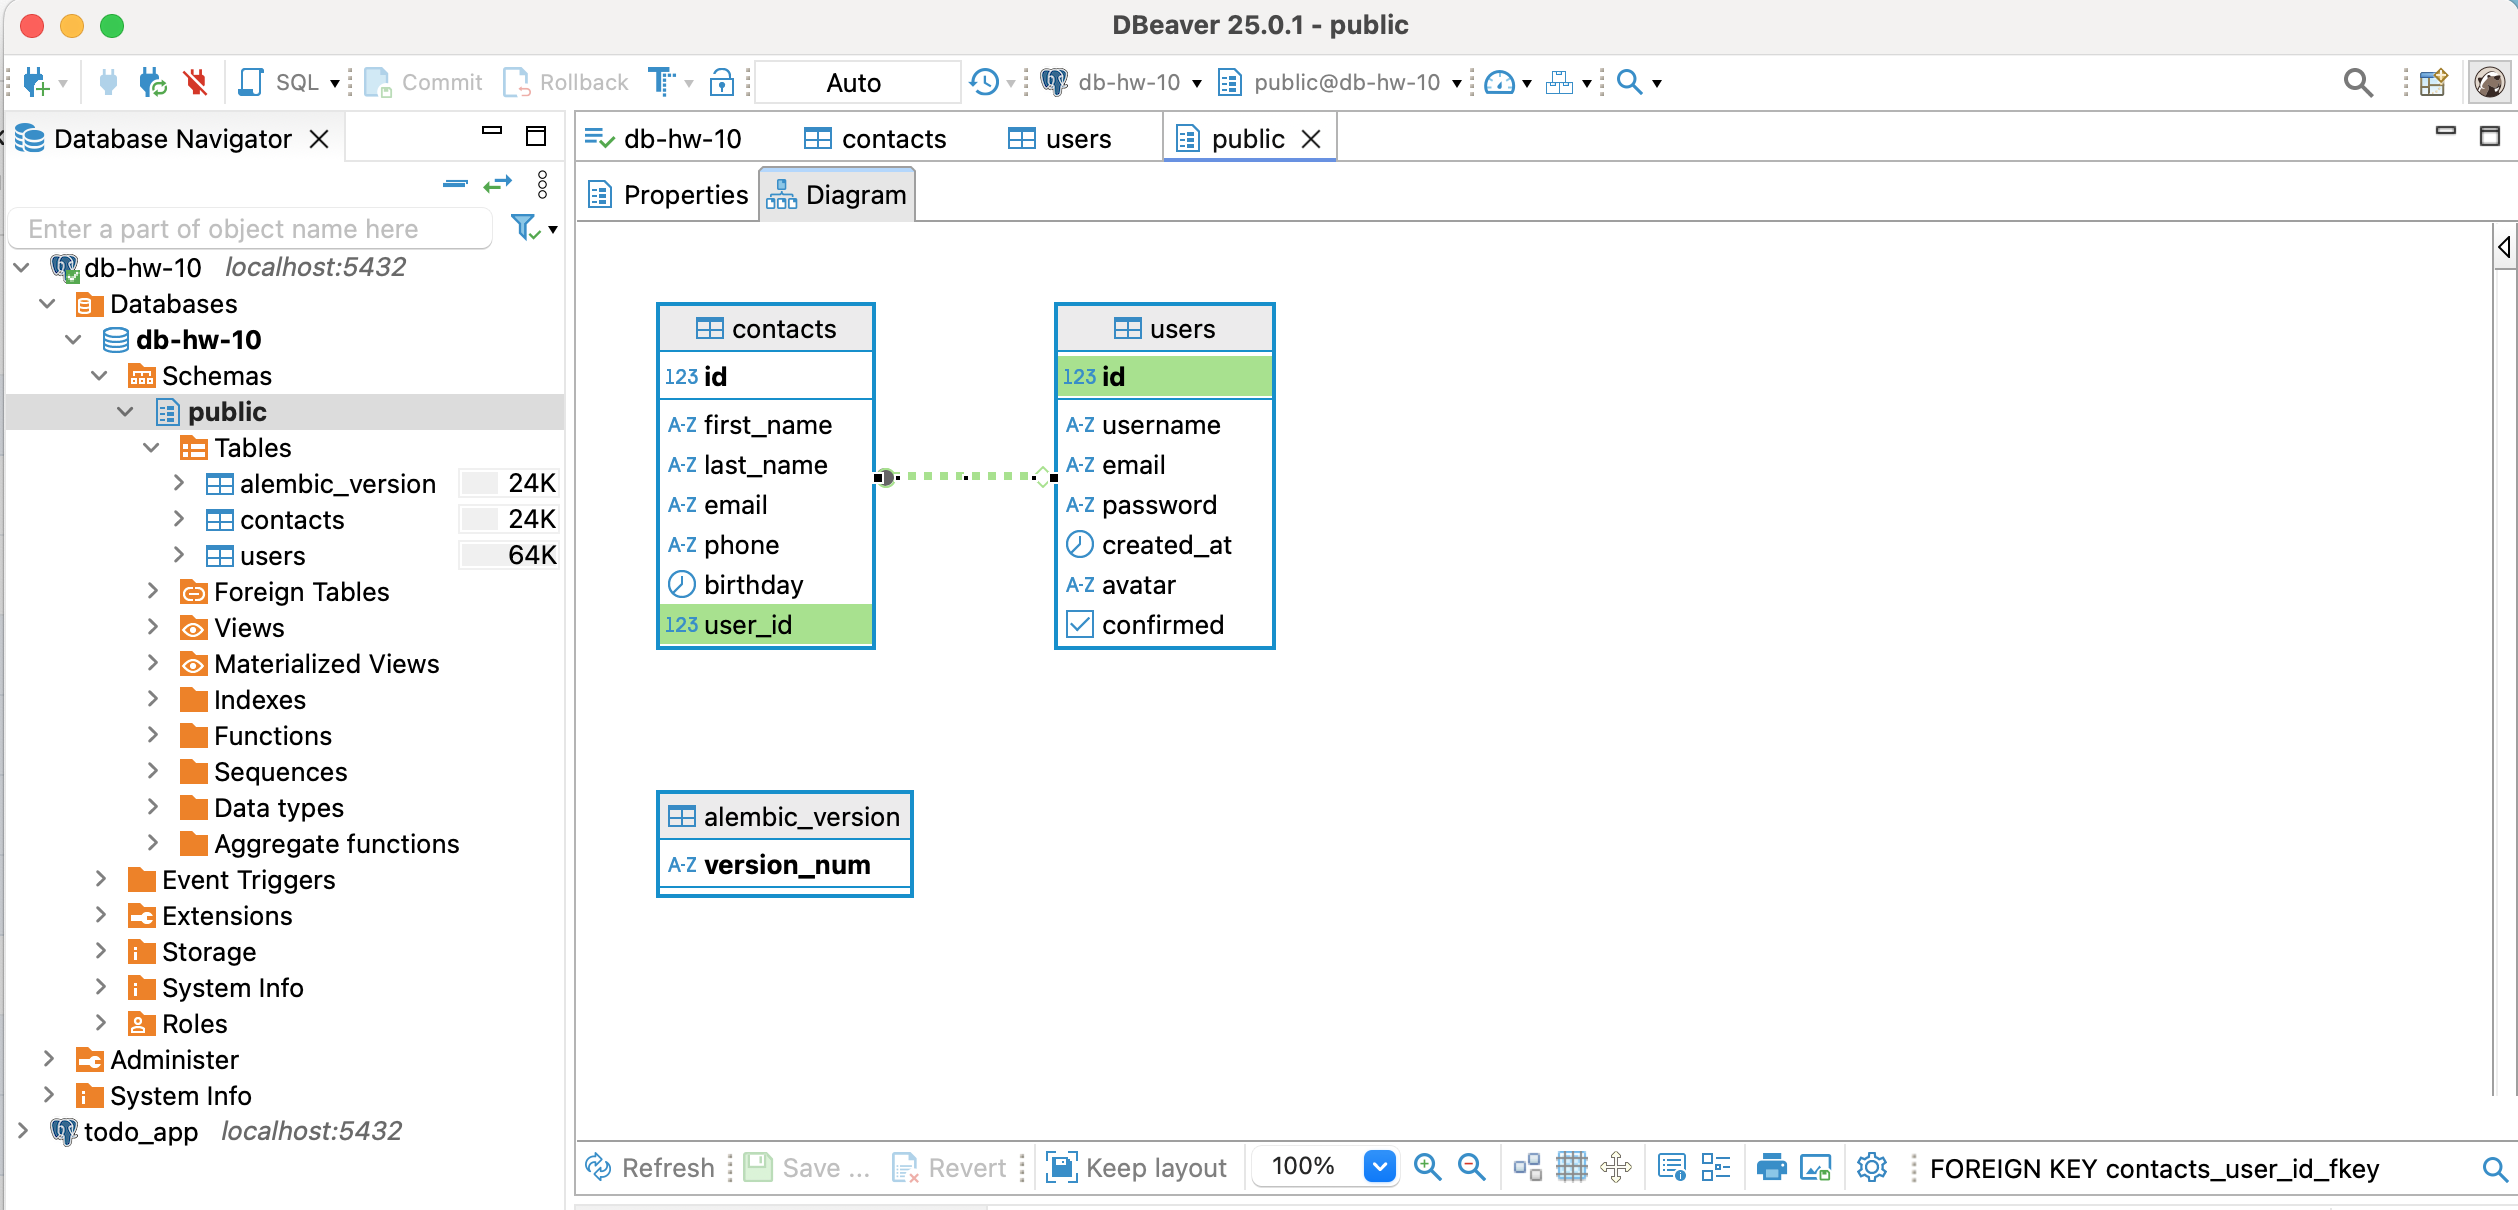 DBeaver 25.0.1 - public
SQL Commit Rollback Auto db-hw-10 public@db-hw-10
Database Navigator
Enter a part of object name here
db-hw-10 localhost:5432
Databases
db-hw-10
Schemas
public
Tables
alembic_version 24K
contacts 24K
users 64K
Foreign Tables
Views
Materialized Views
Indexes
Functions
Sequences
Data types
Aggregate functions
Event Triggers
Extensions
Storage
System Info
Roles
Administer
System Info
todo_app localhost:5432
db-hw-10 contacts users public
Properties Diagram
contacts
123 id
A-Z first_name
A-Z last_name
A-Z email
A-Z phone
birthday
123 user_id
users
123 id
A-Z username
A-Z email
A-Z password
created_at
A-Z avatar
confirmed
alembic_version
A-Z version_num
Refresh Save ... Revert Keep layout 100% FOREIGN KEY contacts_user_id_fkey